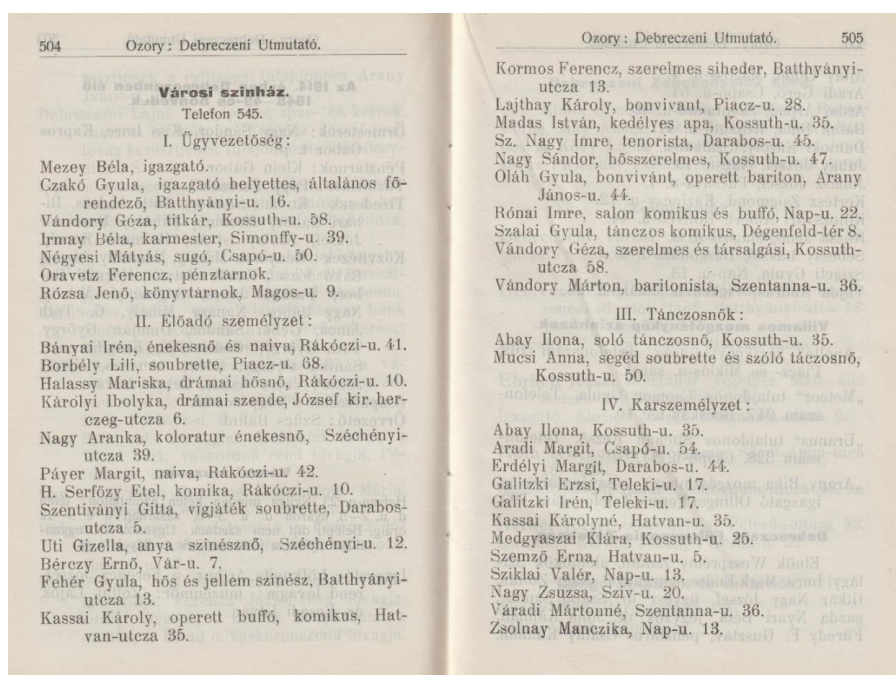 504 Ozory: Debreczeni Utmutató.
Városi szinház.
Telefon 545.
I. Ügyvezetőség:
Mezey Béla, igazgató.
Czakó Gyula, igazgató helyettes, általános fő-
rendező, Batthyányi-u. 16.
Vándory Géza, titkár, Kossuth-u. 58.
Irmay Béla, karmester, Simonffy-u. 39.
Négyesi Mátyás, sugó, Csapó-u. 50.
Oravetz Ferencz, pénztárnok.
Rózsa Jenő, könyvtarnok, Magos-u. 9.
II. Előadó személyzet:
Bányai Irén, énekesnő és naiva, Rákóczi-u. 41.
Borbély Lili, soubrette, Piacz-u. 68.
Halassy Mariska, drámai hősnő, Rákóczi-u. 10.
Károlyi Ibolyka, drámai szende, József kir. her-
czeg-utcza 6.
Nagy Aranka, koloratur énekesnő, Széchényi-
utcza 39.
Páyer Margit, naiva, Rákóczi-u. 42.
H. Serfőzy Etel, komika, Rákóczi-u. 10.
Szentiványi Gitta, vigjáték soubrette, Darabos-
utcza 5.
Uti Gizella, anya szinésznő, Széchényi-u. 12.
Bérczy Ernő, Vár-u. 7.
Fehér Gyula, hős és jellem szinész, Batthyányi-
utcza 13.
Kassai Károly, operett buffó, komikus, Hat-
van-utcza 35.
Ozory: Debreczeni Utmutató. 505
Kormos Ferencz, szerelmes siheder, Batthyányi-
utcza 13.
Lajthay Károly, bonvivant, Piacz-u. 28.
Madas István, kedélyes apa, Kossuth-u. 35.
Sz. Nagy Imre, tenorista, Darabos-u. 45.
Nagy Sándor, hősszerelmes, Kossuth-u. 47.
Oláh Gyula, bonvivánt, operett bariton, Arany
János-u. 44.
Rónai Imre, salon komikus és buffó, Nap-u. 22.
Szalai Gyula, tánczos komikus, Dégenfeld-tér 8.
Vándory Géza, szerelmes és társalgási, Kossuth-
utcza 58.
Vándory Márton, baritonista, Szentanna-u. 36.
III. Tánczosnők:
Abay Ilona, soló tánczosnő, Kossuth-u. 35.
Mucsi Anna, segéd soubrette és szóló táczosnő,
Kossuth-u. 50.
IV. Karszemélyzet:
Abay Ilona, Kossuth-u. 35.
Aradi Margit, Csapó-u. 54.
Erdélyi Margit, Darabos-u. 44.
Galitzki Erzsi, Teleki-u. 17.
Galitzki Irén, Teleki-u. 17.
Kassai Károlyné, Hatvan-u. 35.
Medgyaszai Klára, Kossuth-u. 25.
Szemző Erna, Hatvan-u. 5.
Sziklai Valér, Nap-u. 13.
Nagy Zsuzsa, Sziv-u. 20.
Váradi Mártonné, Szentanna-u. 36.
Zsolnay Manczika, Nap-u. 13.